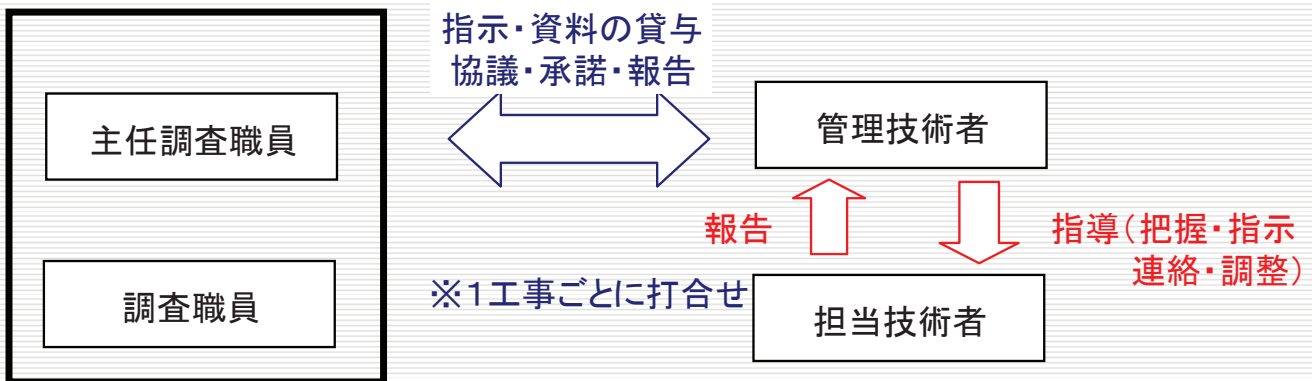 指示・資料の貸与
協議・承諾・報告
主任調査職員
管理技術者
報告
指導(把握・指示
連絡・調整)
調査職員
※1工事ごとに打合せ
担当技術者